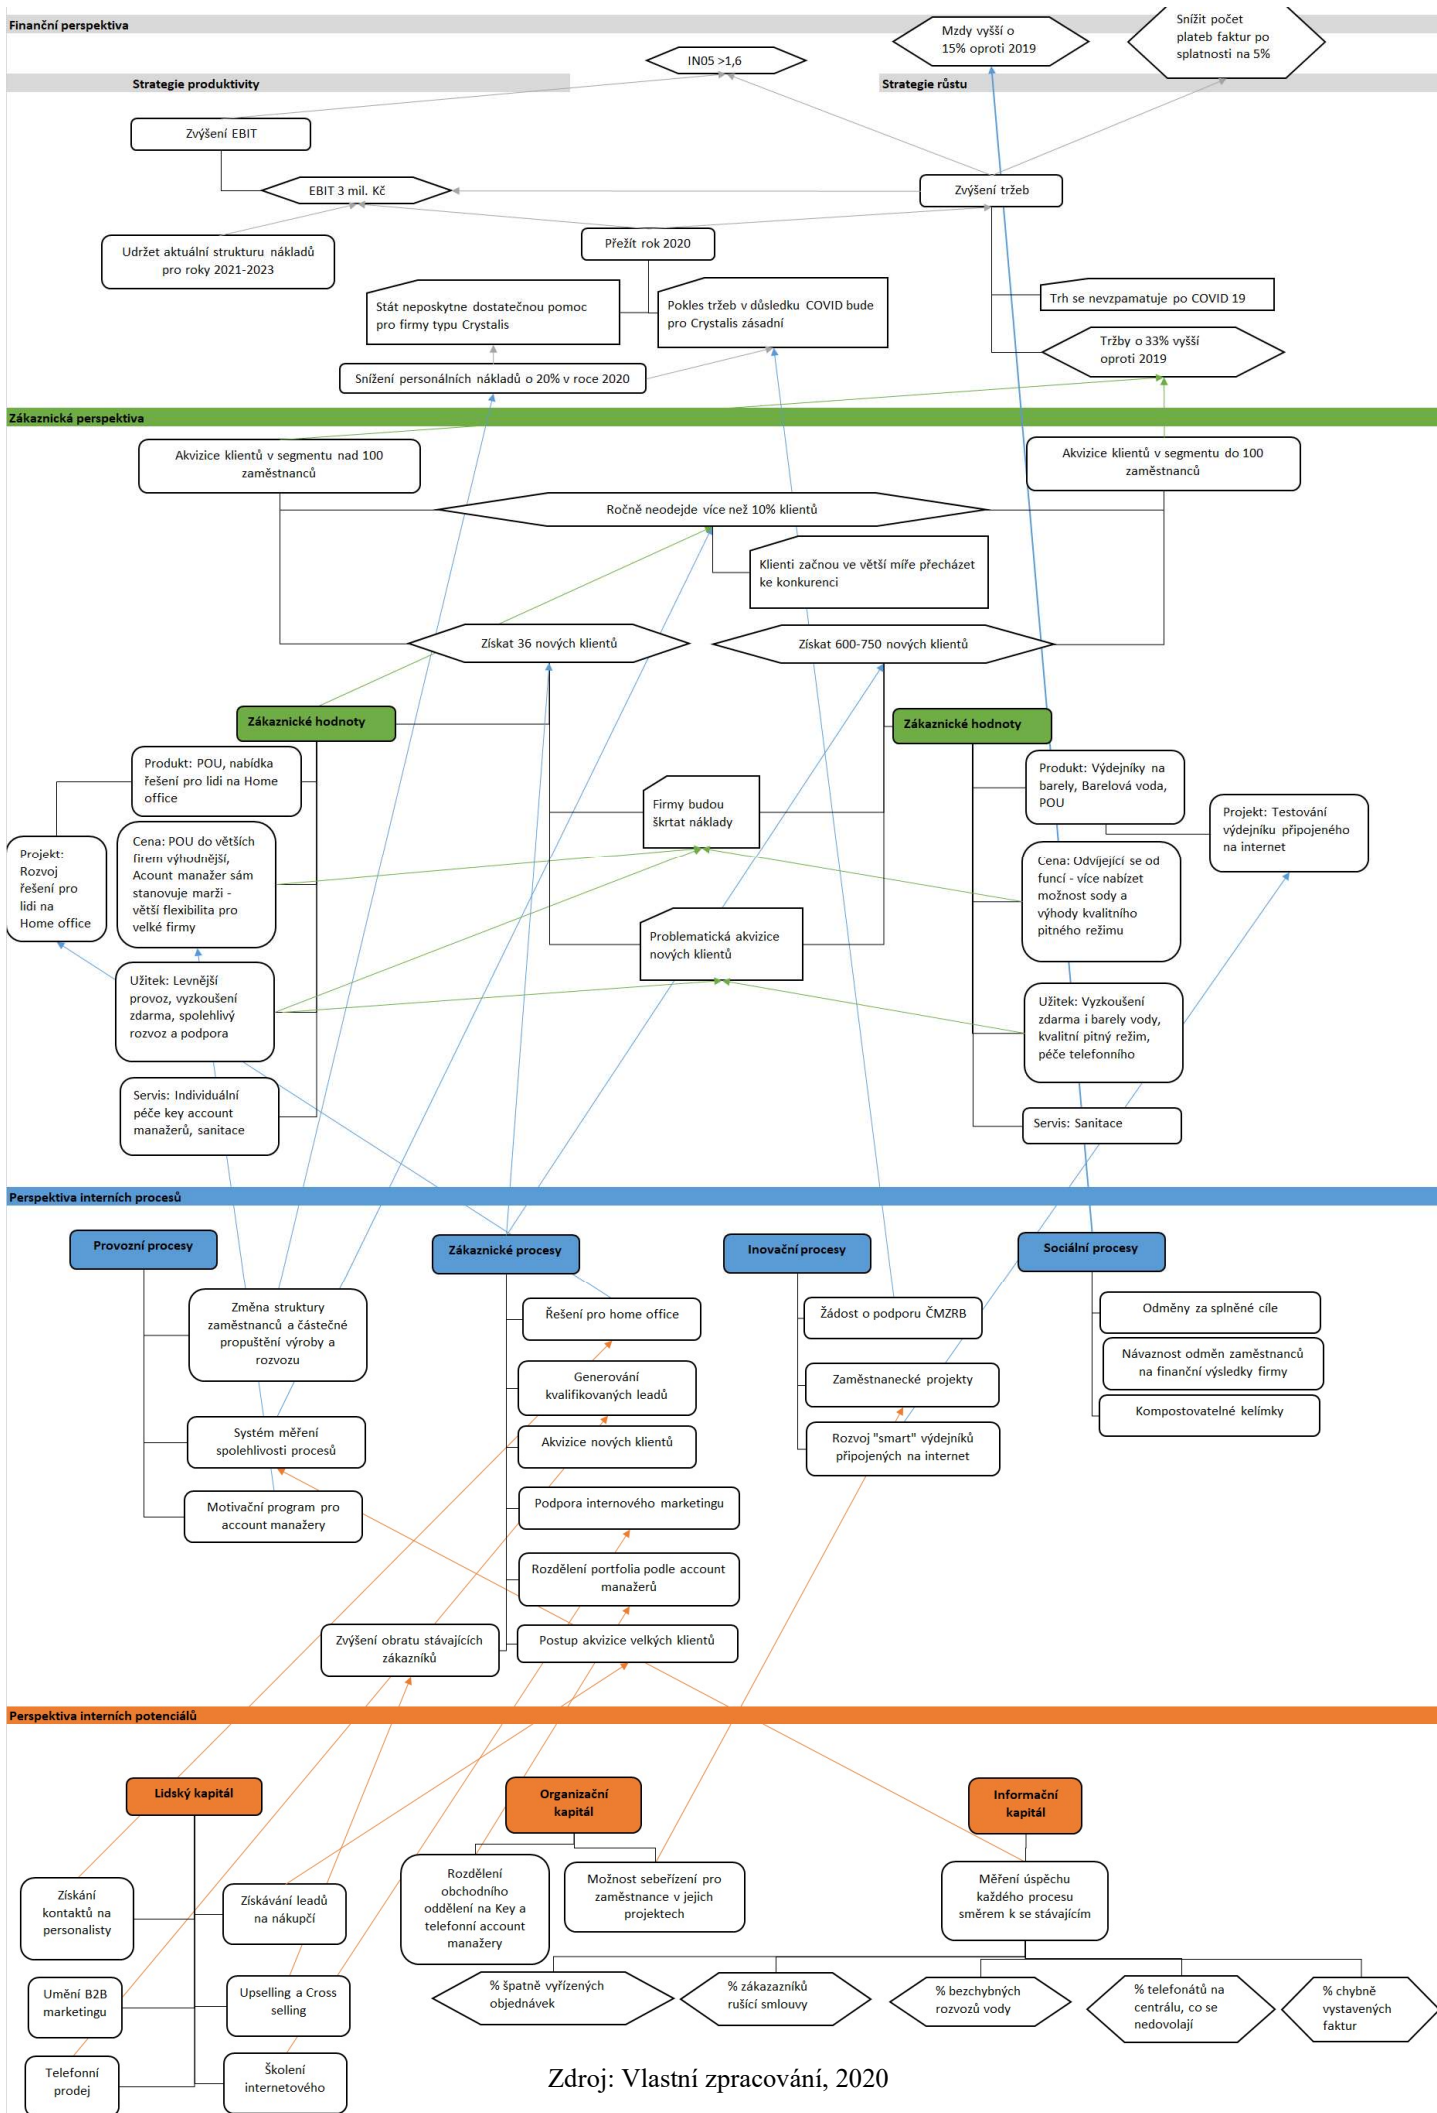 Finanční perspektiva
Mzdy vyšší o
15% oproti 2019
Snížit počet
plateb faktur po
splatnosti na 5%
IN05 >1,6
Strategie produktivity
Strategie růstu
Zvýšení EBIT
EBIT 3 mil. Kč
Zvýšení tržeb
Udržet aktuální strukturu nákladů
pro roky 2021-2023
Přežít rok 2020
Stát neposkytne dostatečnou pomoc
pro firmy typu Crystalis
Pokles tržeb v důsledku COVID bude
pro Crystalis zásadní
Trh se nevzpamatuje po COVID 19
Tržby o 33% vyšší
oproti 2019
Snížení personálních nákladů o 20% v roce 2020
Zákaznická perspektiva
Akvizice klientů v segmentu nad 100
zaměstnanců
Akvizice klientů v segmentu do 100
zaměstnanců
Ročně neodejde více než 10% klientů
Klienti začnou ve větší míře přecházet
ke konkurenci
Získat 36 nových klientů
Získat 600-750 nových klientů
Zákaznické hodnoty
Zákaznické hodnoty
Produkt: POU, nabídka
řešení pro lidi na Home
office
Produkt: Výdejníky na
barely, Barelová voda,
POU
Firmy budou
škrtat náklady
Projekt: Testování
výdejníku připojeného
na internet
Projekt:
Rozvoj
řešení pro
lidi na
Home office
Cena: POU do větších
firem výhodnější,
Acount manažer sám
stanovuje marži -
větší flexibilita pro
velké firmy
Cena: Odvíjející se od
funcí - více nabízet
možnost sody a
výhody kvalitního
pitného režimu
Problematická akvizice
nových klientů
Užitek: Levnější
provoz, vyzkoušení
zdarma, spolehlivý
rozvoz a podpora
Užitek: Vyzkoušení
zdarma i barely vody,
kvalitní pitný režim,
péče telefonního
Servis: Individuální
péče key account
manažerů, sanitace
Servis: Sanitace
Perspektiva interních procesů
Provozní procesy
Zákaznické procesy
Inovační procesy
Sociální procesy
Změna struktury
zaměstnanců a částečné
propuštění výroby a
rozvozu
Řešení pro home office
Žádost o podporu ČMZRB
Odměny za splněné cíle
Generování
kvalifikovaných leadů
Zaměstnanecké projekty
Návaznost odměn zaměstnanců
na finanční výsledky firmy
Kompostovatelné kelímky
Systém měření
spolehlivosti procesů
Akvizice nových klientů
Rozvoj "smart" výdejníků
připojených na internet
Motivační program pro
account manažery
Podpora internového marketingu
Rozdělení portfolia podle account
manažerů
Zvýšení obratu stávajících
zákazníků
Postup akvizice velkých klientů
Perspektiva interních potenciálů
Lidský kapitál
Organizační
kapitál
Informační
kapitál
Získání
kontaktů na
personalisty
Získávání leadů
na nákupčí
Rozdělení
obchodního
oddělení na Key a
telefonní account
manažery
Možnost sebeřízení pro
zaměstnance v jejich
projektech
Měření úspěchu
každého procesu
směrem k se stávajícím
Umění B2B
marketingu
Upselling a Cross
selling
% špatně vyřízených
objednávek
% zákazazníků
rušící smlouvy
% bezchybných
rozvozů vody
% telefonátů na
centrálu, co se
nedovolají
% chybně
vystavených
faktur
Telefonní
prodej
Školení
internetového
Zdroj: Vlastní zpracování, 2020